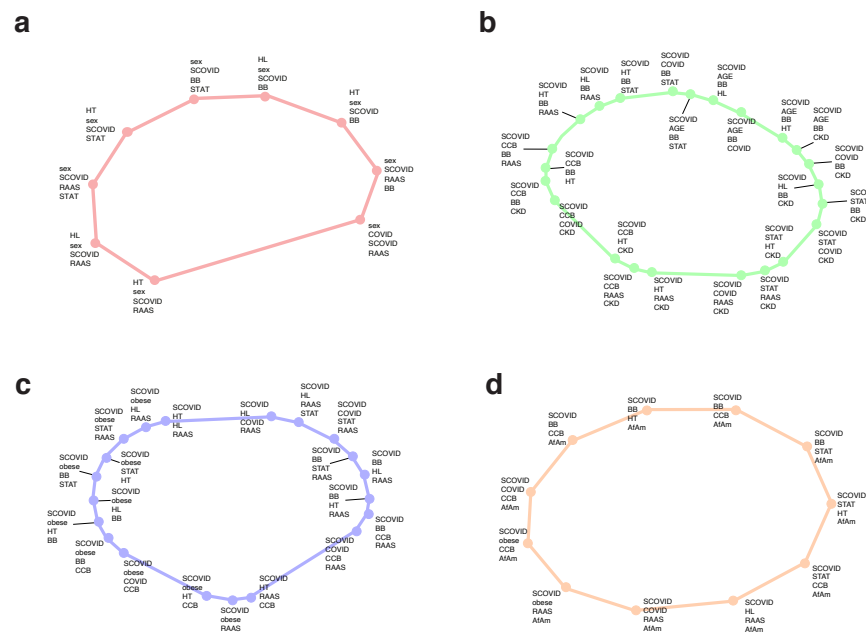 a
sex
SCOVID
BB
STAT
HL
sex
SCOVID
BB
HT
sex
SCOVID
BB
HT
sex
SCOVID
STAT
sex
SCOVID
RAAS
BB
sex
SCOVID
RAAS
STAT
sex
COVID
SCOVID
RAAS
HL
sex
SCOVID
RAAS
HT
sex
SCOVID
RAAS
b
SCOVID
HT
BB
RAAS
SCOVID
HL
BB
RAAS
SCOVID
HT
BB
STAT
SCOVID
COVID
BB
STAT
SCOVID
AGE
BB
HL
SCOVID
AGE
BB
STAT
SCOVID
AGE
BB
COVID
SCOVID
AGE
BB
HT
SCOVID
AGE
BB
CKD
SCOVID
COVID
BB
CKD
SCOVID
HL
BB
CKD
STAT
BB
CKD
SCOVID
STAT
COVID
CKD
SCOVID
STAT
HT
CKD
SCOVID
STAT
RAAS
CKD
SCOVID
COVID
RAAS
CKD
SCOVID
HT
RAAS
CKD
SCOVID
CCB
RAAS
CKD
SCOVID
CCB
HT
CKD
SCOVID
CCB
COVID
CKD
SCOVID
CCB
BB
CKD
SCOVID
CCB
BB
HT
SCOVID
CCB
BB
RAAS
c
SCOVID
obese
STAT
RAAS
SCOVID
obese
HL
RAAS
SCOVID
HT
HL
RAAS
SCOVID
HL
COVID
RAAS
SCOVID
HL
RAAS
STAT
SCOVID
COVID
STAT
RAAS
SCOVID
BB
STAT
RAAS
SCOVID
BB
HL
RAAS
SCOVID
BB
HT
RAAS
SCOVID
BB
CCB
RAAS
SCOVID
COVID
CCB
RAAS
SCOVID
HT
RAAS
CCB
SCOVID
obese
RAAS
SCOVID
obese
HT
CCB
SCOVID
obese
COVID
CCB
SCOVID
obese
BB
CCB
SCOVID
obese
HT
BB
SCOVID
obese
HL
BB
SCOVID
obese
BB
STAT
SCOVID
obese
STAT
HT
d
SCOVID
BB
CCB
AfAm
SCOVID
BB
HT
AfAm
SCOVID
BB
CCB
AfAm
SCOVID
BB
STAT
AfAm
SCOVID
STAT
HT
AfAm
SCOVID
STAT
CCB
AfAm
SCOVID
HL
RAAS
AfAm
SCOVID
COVID
RAAS
AfAm
SCOVID
obese
RAAS
AfAm
SCOVID
obese
CCB
AfAm
SCOVID
COVID
CCB
AfAm